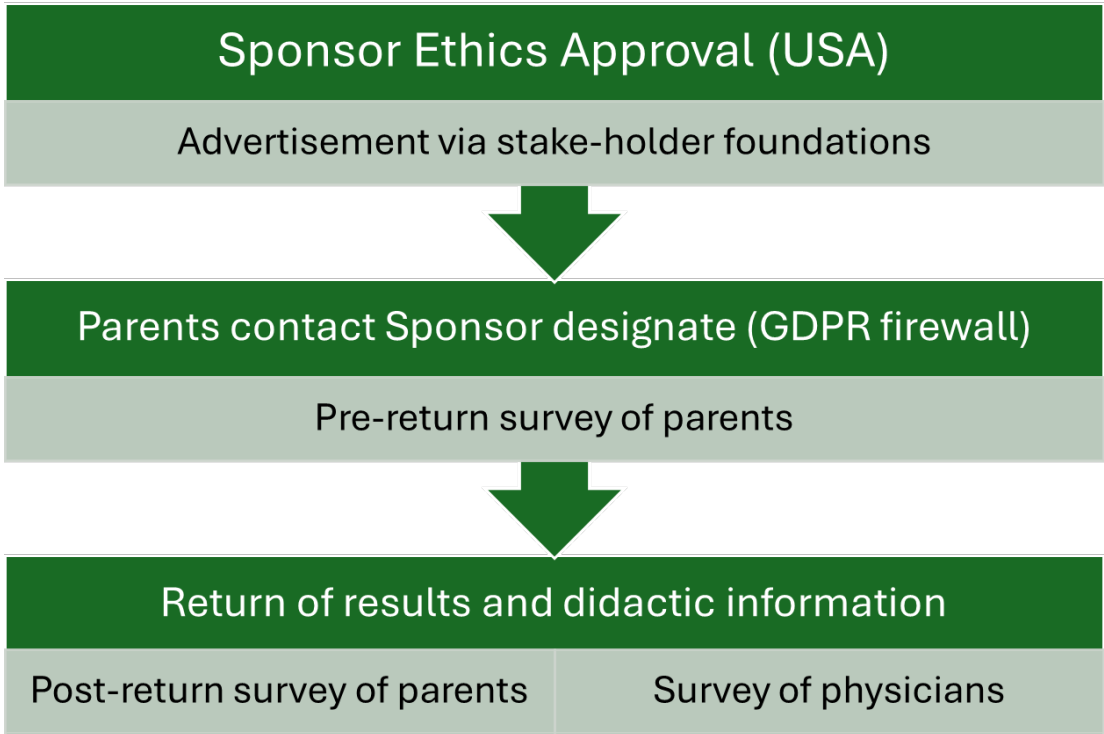 Sponsor Ethics Approval (USA)
Advertisement via stake-holder foundations
Parents contact Sponsor designate (GDPR firewall)
Pre-return survey of parents
Return of results and didactic information
Post-return survey of parents
Survey of physicians